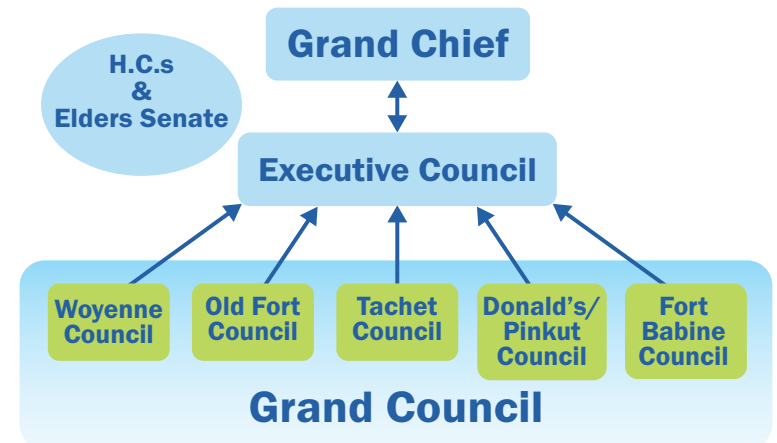 Grand Chief
H.C.s
&
Elders Senate
Executive Council
Woyenne
Council
Old Fort
Council
Tachet
Council
Donald's/
Pinkut
Council
Fort
Babine
Council
Grand Council